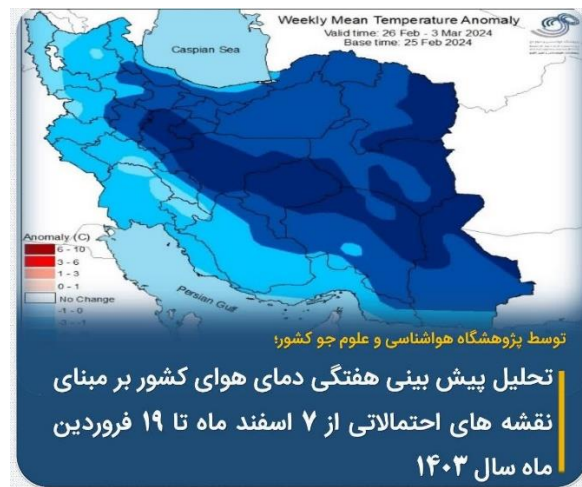 Weekly Mean Temperature Anomaly
Valid time: 26 Feb - 3 Mar 2024
Base time: 25 Feb 2024
Caspian Sea
Anomaly (C)
6 - 10
3 - 6
1 - 3
0 - 1
No Change
-1 - 0
Persian Gulf
توسط پژوهشگاه هواشناسی و علوم جو کشور؛
تحلیل پیش بینی هفتگی دمای هوای کشور بر مبنای
نقشه های احتمالاتی از ۷ اسفند ماه تا ۱۹ فروردین
ماه سال ۱۴۰۳